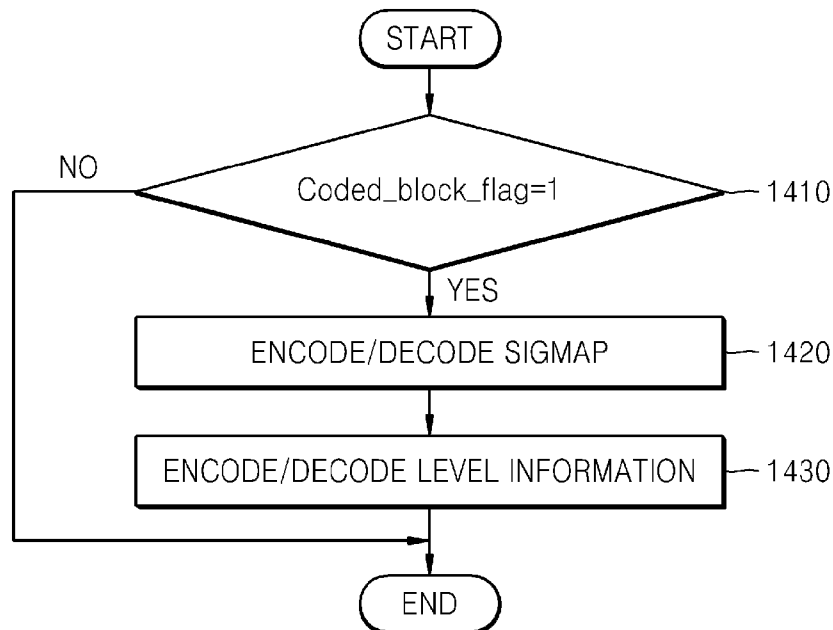 START
NO
Coded_block_flag=1
1410
YES
ENCODE/DECODE SIGMAP
1420
ENCODE/DECODE LEVEL INFORMATION
1430
END